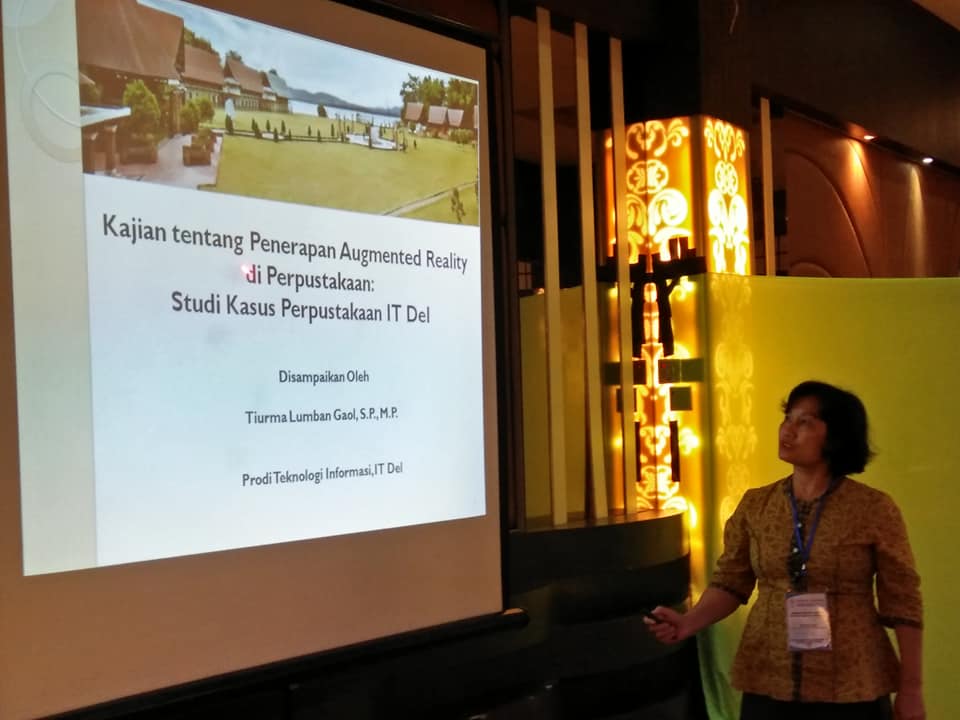 Kajian tentang Penerapan Augmented Reality
di Perpustakaan:
Studi Kasus Perpustakaan IT Del
Disampaikan Oleh
Tiurma Lumban Gaol, S.P., M.P.
Prodi Teknologi Informasi, IT Del